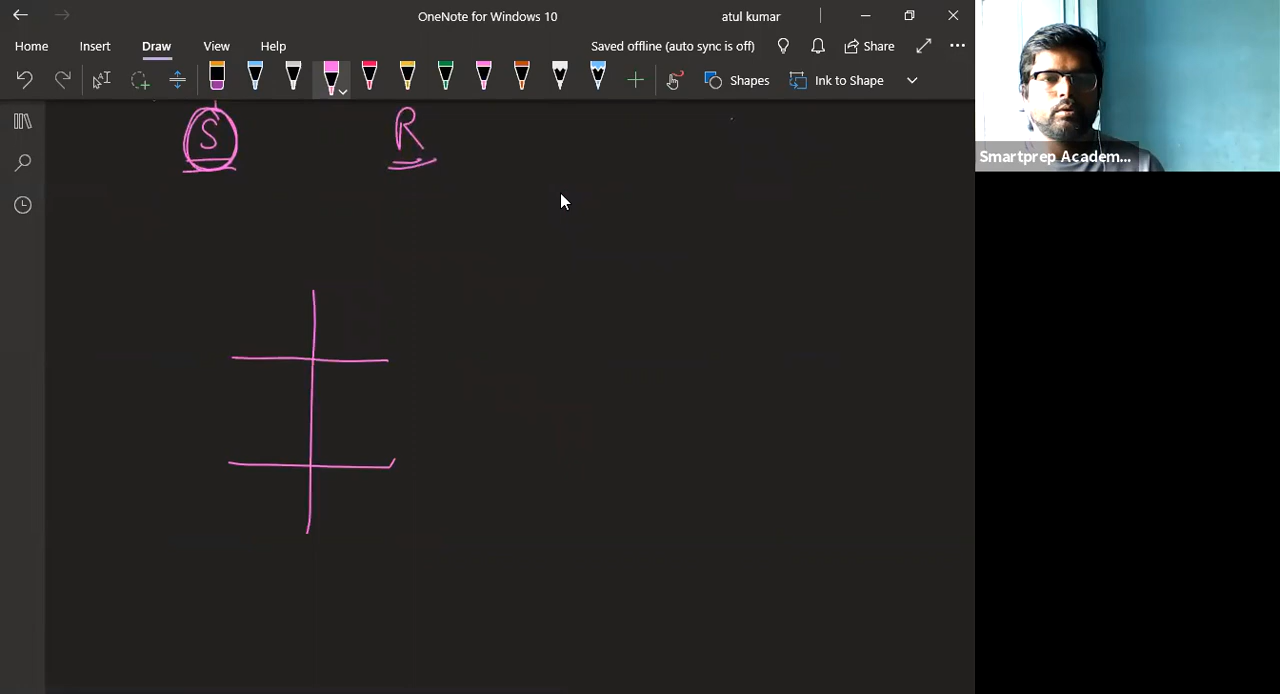 OneNote for Windows 10
atul kumar
Home Insert Draw View Help
Saved offline (auto sync is off)
Share
Shapes
Ink to Shape
S R
Smartprep Academ...